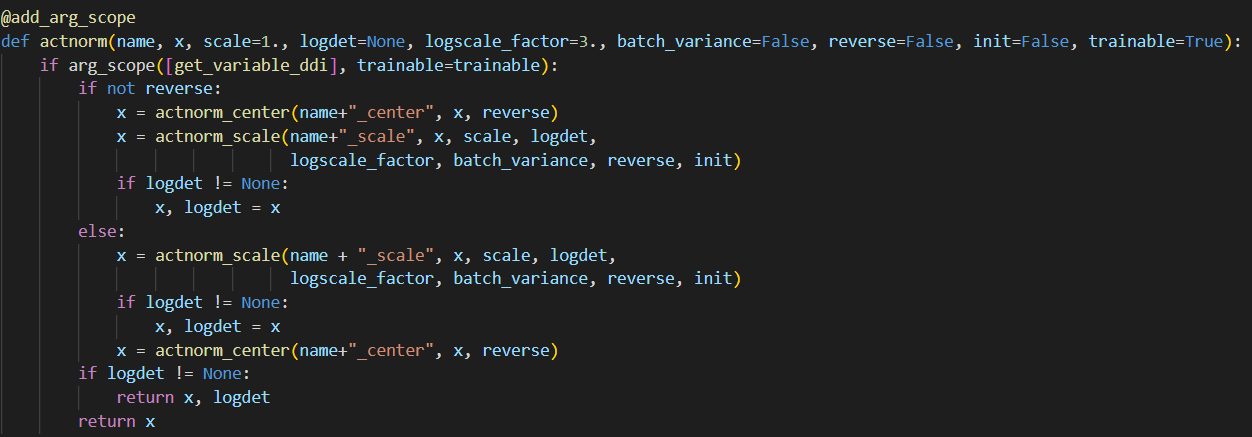 @add_arg_scope
def actnorm(name, x, scale=1., logdet=None, logscale_factor=3., batch_variance=False, reverse=False, init=False, trainable=True):
    if arg_scope([get_variable_ddi], trainable=trainable):
        if not reverse:
            x = actnorm_center(name+"_center", x, reverse)
            x = actnorm_scale(name+"_scale", x, scale, logdet,
                              logscale_factor, batch_variance, reverse, init)
            if logdet != None:
                x, logdet = x
        else:
            x = actnorm_scale(name + "_scale", x, scale, logdet,
                              logscale_factor, batch_variance, reverse, init)
            if logdet != None:
                x, logdet = x
            x = actnorm_center(name+"_center", x, reverse)
        if logdet != None:
            return x, logdet
        return x